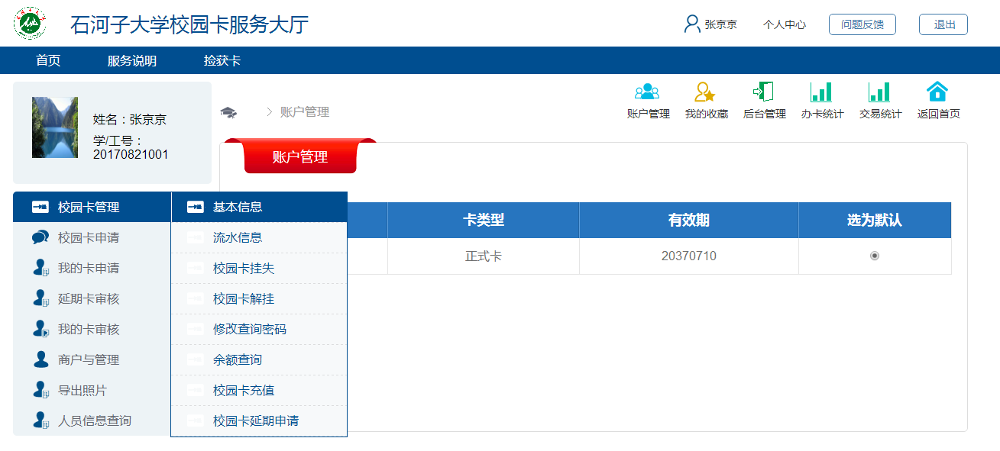 石河子大学校园卡服务大厅
张京京
个人中心
问题反馈
退出
首页
服务说明
捡获卡
姓名：张京京
学/工号：
20170821001
账户管理
账户管理
我的收藏
后台管理
办卡统计
交易统计
返回首页
账户管理
校园卡管理
校园卡申请
我的卡申请
延期卡审核
我的卡审核
商户与管理
导出照片
人员信息查询
基本信息
流水信息
校园卡挂失
校园卡解挂
修改查询密码
余额查询
校园卡充值
校园卡延期申请
卡类型
有效期
选为默认
正式卡
20370710